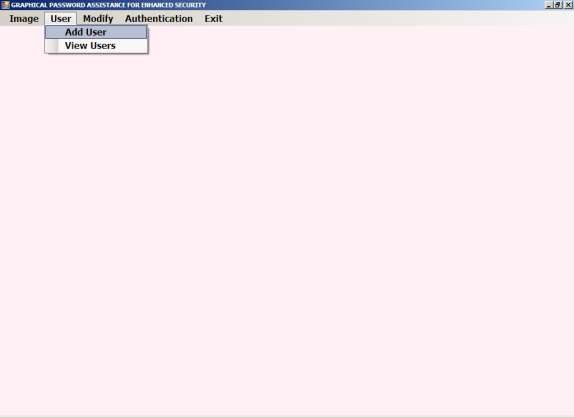 GRAPHICAL PASSWORD ASSISTANCE FOR ENHANCED SECURITY
Image User Modify Authentication Exit
Add User
View Users